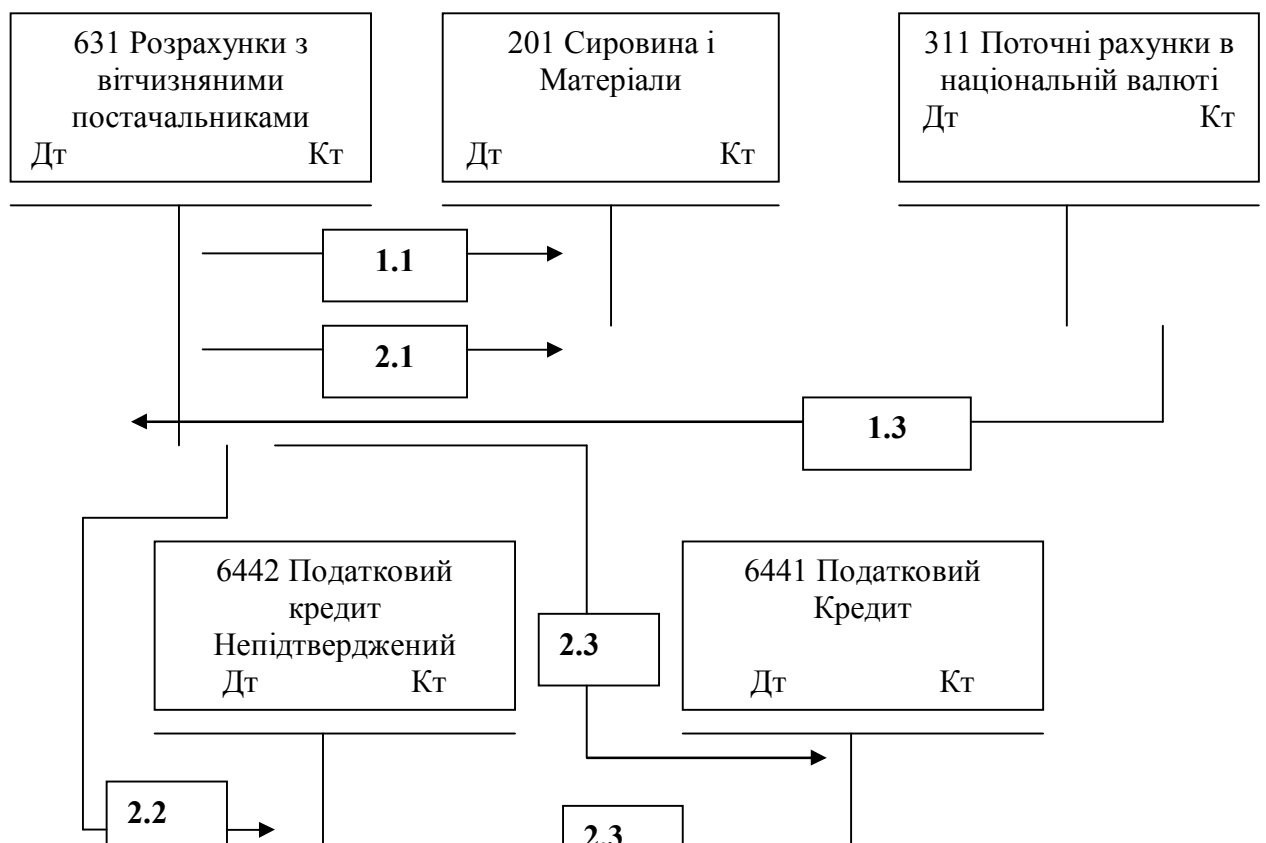 631 Розрахунки з
вітчизняними
постачальниками
Дт Кт
201 Сировина і
Матеріали
Дт Кт
311 Поточні рахунки в
національній валюті
Дт Кт
1.1
2.1
1.3
6442 Податковий
кредит
Непідтверджений
Дт Кт
2.3
6441 Податковий
Кредит
Дт Кт
2.2
2.3